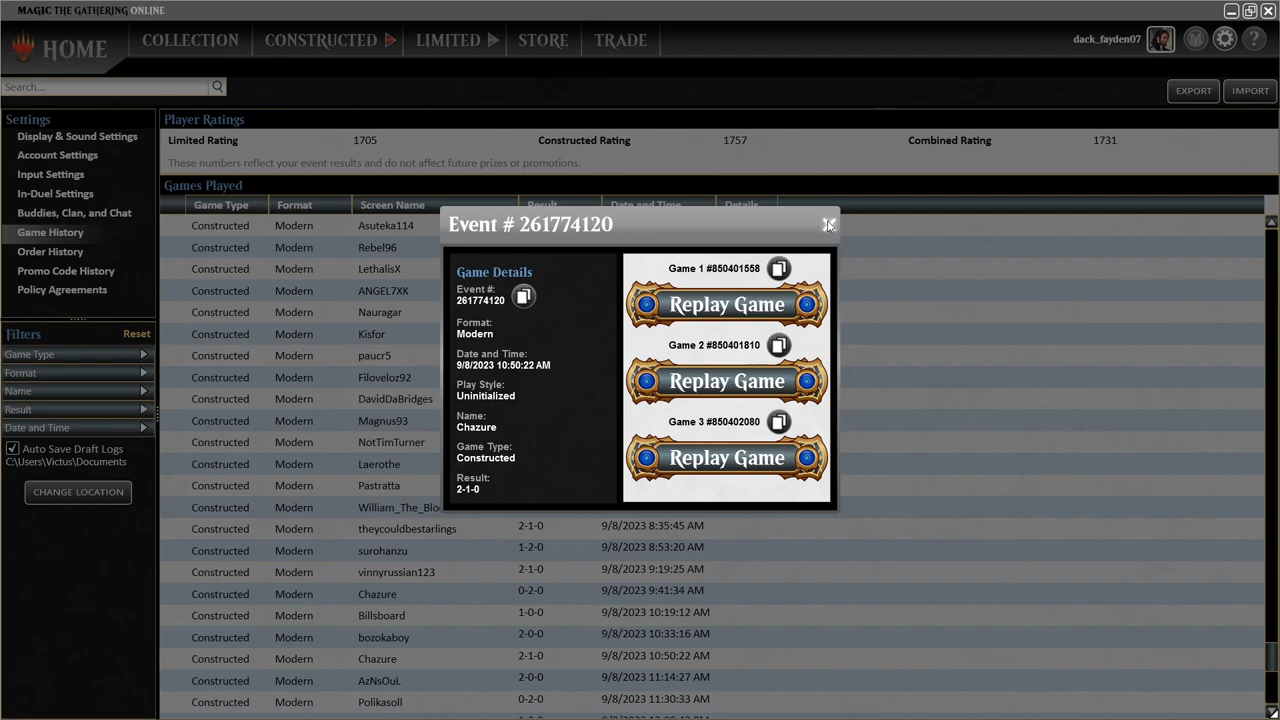 MAGIC THE GATHERING ONLINE
HOME
COLLECTION
CONSTRUCTED
LIMITED
STORE
TRADE
dack_fayden07
Search...
EXPORT
IMPORT
Settings
Display & Sound Settings
Account Settings
Input Settings
In-Duel Settings
Buddies, Clan, and Chat
Game History
Order History
Promo Code History
Policy Agreements
Filters Reset
Game Type
Format
Name
Result
Date and Time
Auto Save Draft Logs
C:\Users\Victus\Documents
CHANGE LOCATION
Player Ratings
Limited Rating 1705 Constructed Rating 1757 Combined Rating 1731
These numbers reflect your event results and do not affect future prizes or promotions.
Games Played
Game Type Format Screen Name Result Date and Time Details
Constructed Modern Asuteka114
Constructed Modern Rebel96
Constructed Modern LethalisX
Constructed Modern ANGEL7XK
Constructed Modern Nauragar
Constructed Modern Kisfor
Constructed Modern paucr5
Constructed Modern Filoveloz92
Constructed Modern DavidDaBridges
Constructed Modern Magnus93
Constructed Modern NotTimTurner
Constructed Modern Laerothe
Constructed Modern Pastratta
Constructed Modern William_The_Blo
Constructed Modern theycouldbestarlings 2-1-0 9/8/2023 8:35:45 AM
Constructed Modern surohanzu 1-2-0 9/8/2023 8:53:20 AM
Constructed Modern vinnyrussian123 2-1-0 9/8/2023 9:19:25 AM
Constructed Modern Chazure 0-2-0 9/8/2023 9:41:34 AM
Constructed Modern Billsboard 1-0-0 9/8/2023 10:19:12 AM
Constructed Modern bozokaboy 2-0-0 9/8/2023 10:33:16 AM
Constructed Modern Chazure 2-1-0 9/8/2023 10:50:22 AM
Constructed Modern AzNsOuL 2-0-0 9/8/2023 11:14:27 AM
Constructed Modern Polikasoll 0-2-0 9/8/2023 11:30:33 AM
Event # 261774120
Game Details
Event #:
261774120
Format:
Modern
Date and Time:
9/8/2023 10:50:22 AM
Play Style:
Uninitialized
Name:
Chazure
Game Type:
Constructed
Result:
2-1-0
Game 1 #850401558
Replay Game
Game 2 #850401810
Replay Game
Game 3 #850402080
Replay Game